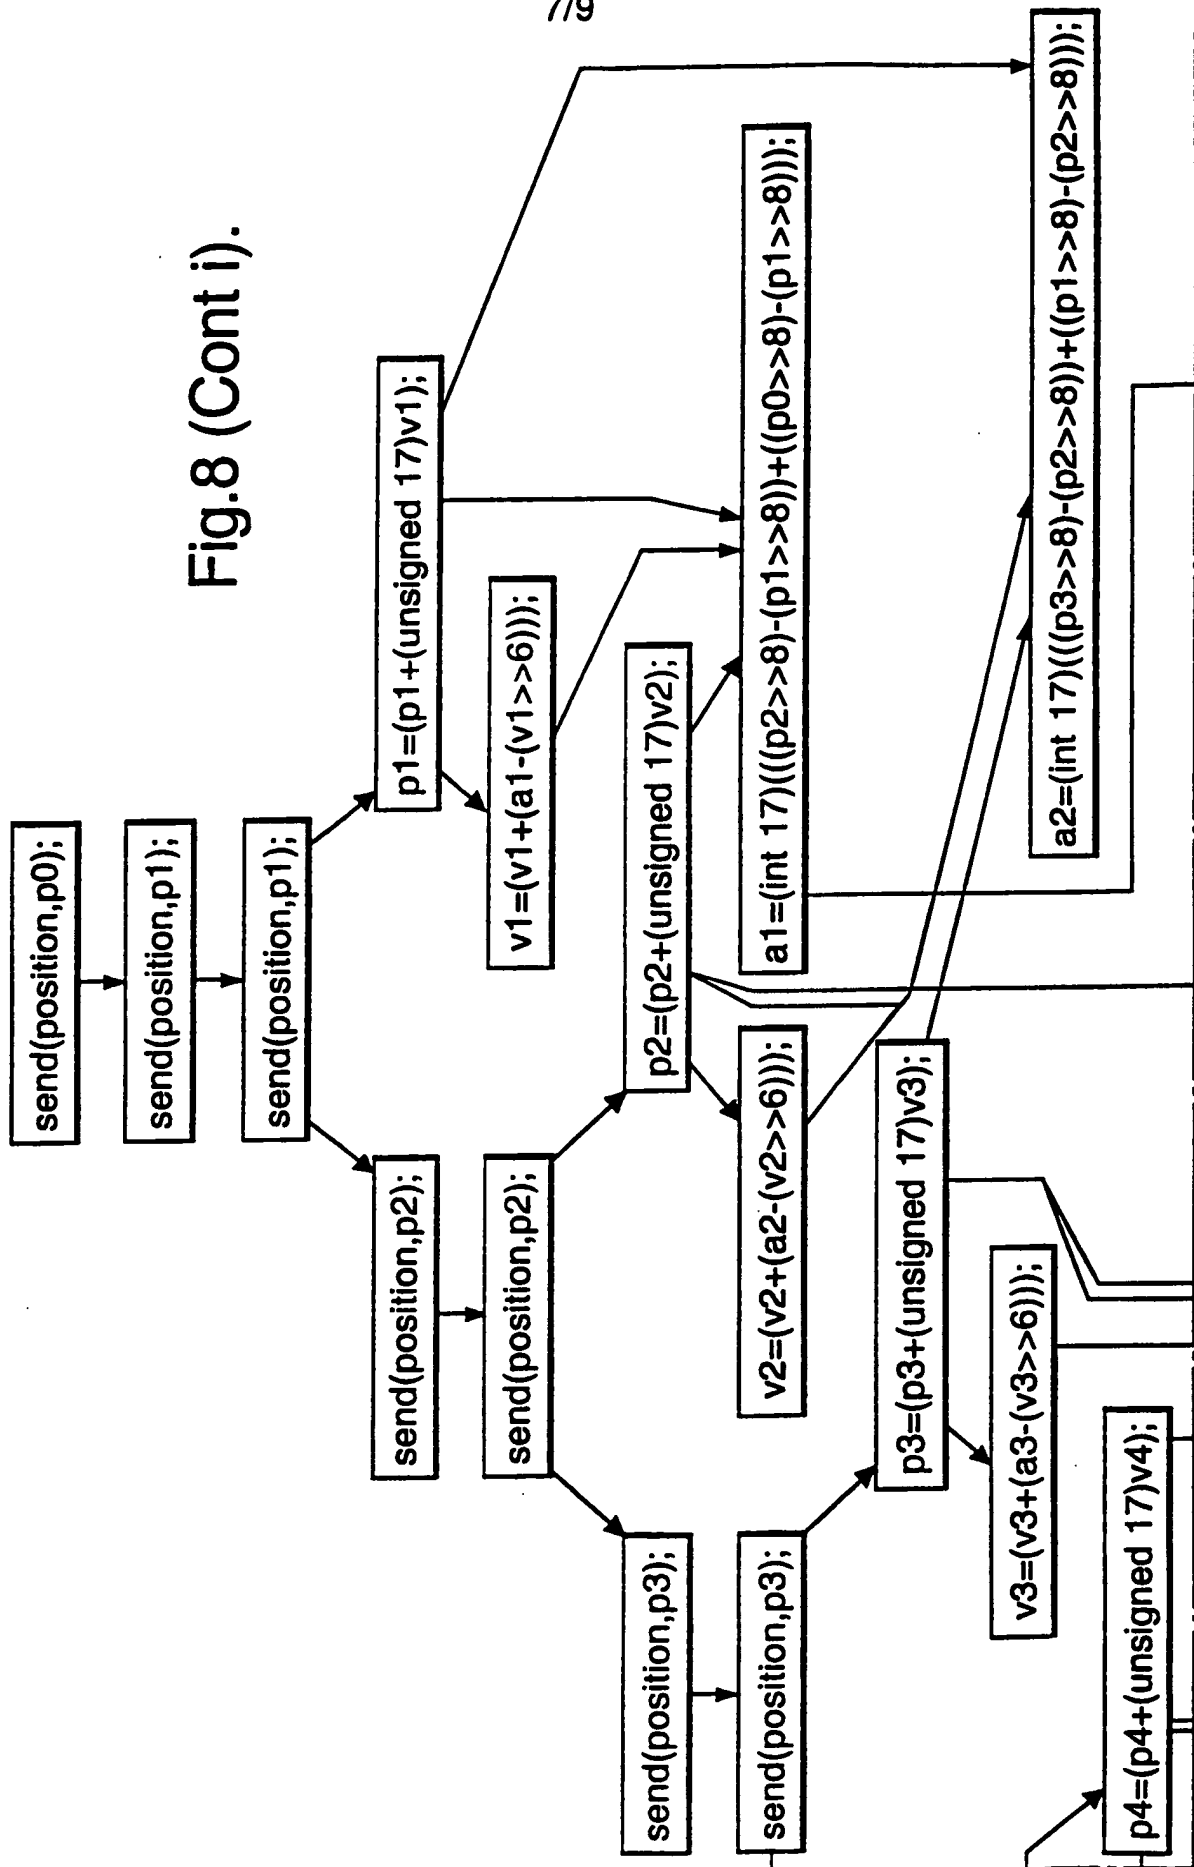 7/9
Fig.8 (Cont i).
send(position,p0);
send(position,p1);
send(position,p1);
send(position,p2);
p1=(p1+(unsigned 17)v1);
send(position,p2);
v1=(v1+(a1-(v1>>6)));
send(position,p3);
p2=(p2+(unsigned 17)v2);
send(position,p3);
v2=(v2+(a2-(v2>>6)));
a1=(int 17)(((p2>>8)-(p1>>8))+((p0>>8)-(p1>>8)));
p3=(p3+(unsigned 17)v3);
v3=(v3+(a3-(v3>>6)));
a2=(int 17)(((p3>>8)-(p2>>8))+((p1>>8)-(p2>>8)));
p4=(p4+(unsigned 17)v4);